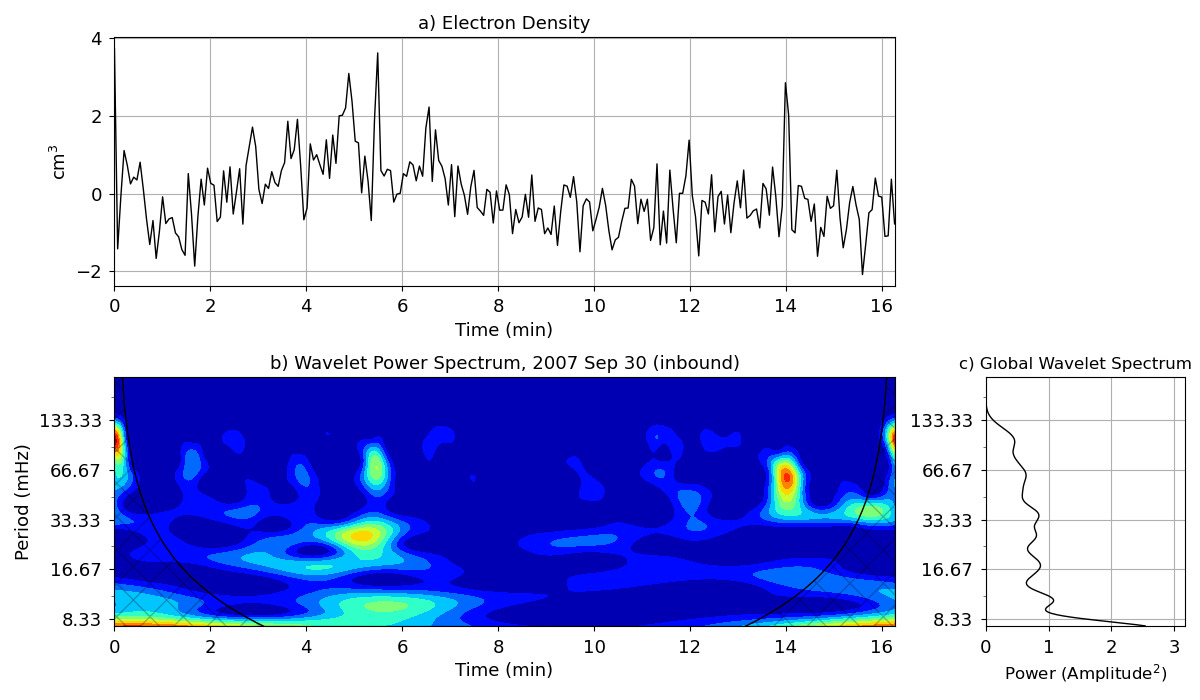 a) Electron Density
4
2
0
−2
cm³
0 2 4 6 8 10 12 14 16
Time (min)
b) Wavelet Power Spectrum, 2007 Sep 30 (inbound)
133.33
66.67
33.33
16.67
8.33
Period (mHz)
0 2 4 6 8 10 12 14 16
Time (min)
c) Global Wavelet Spectrum
133.33
66.67
33.33
16.67
8.33
0 1 2 3
Power (Amplitude²)